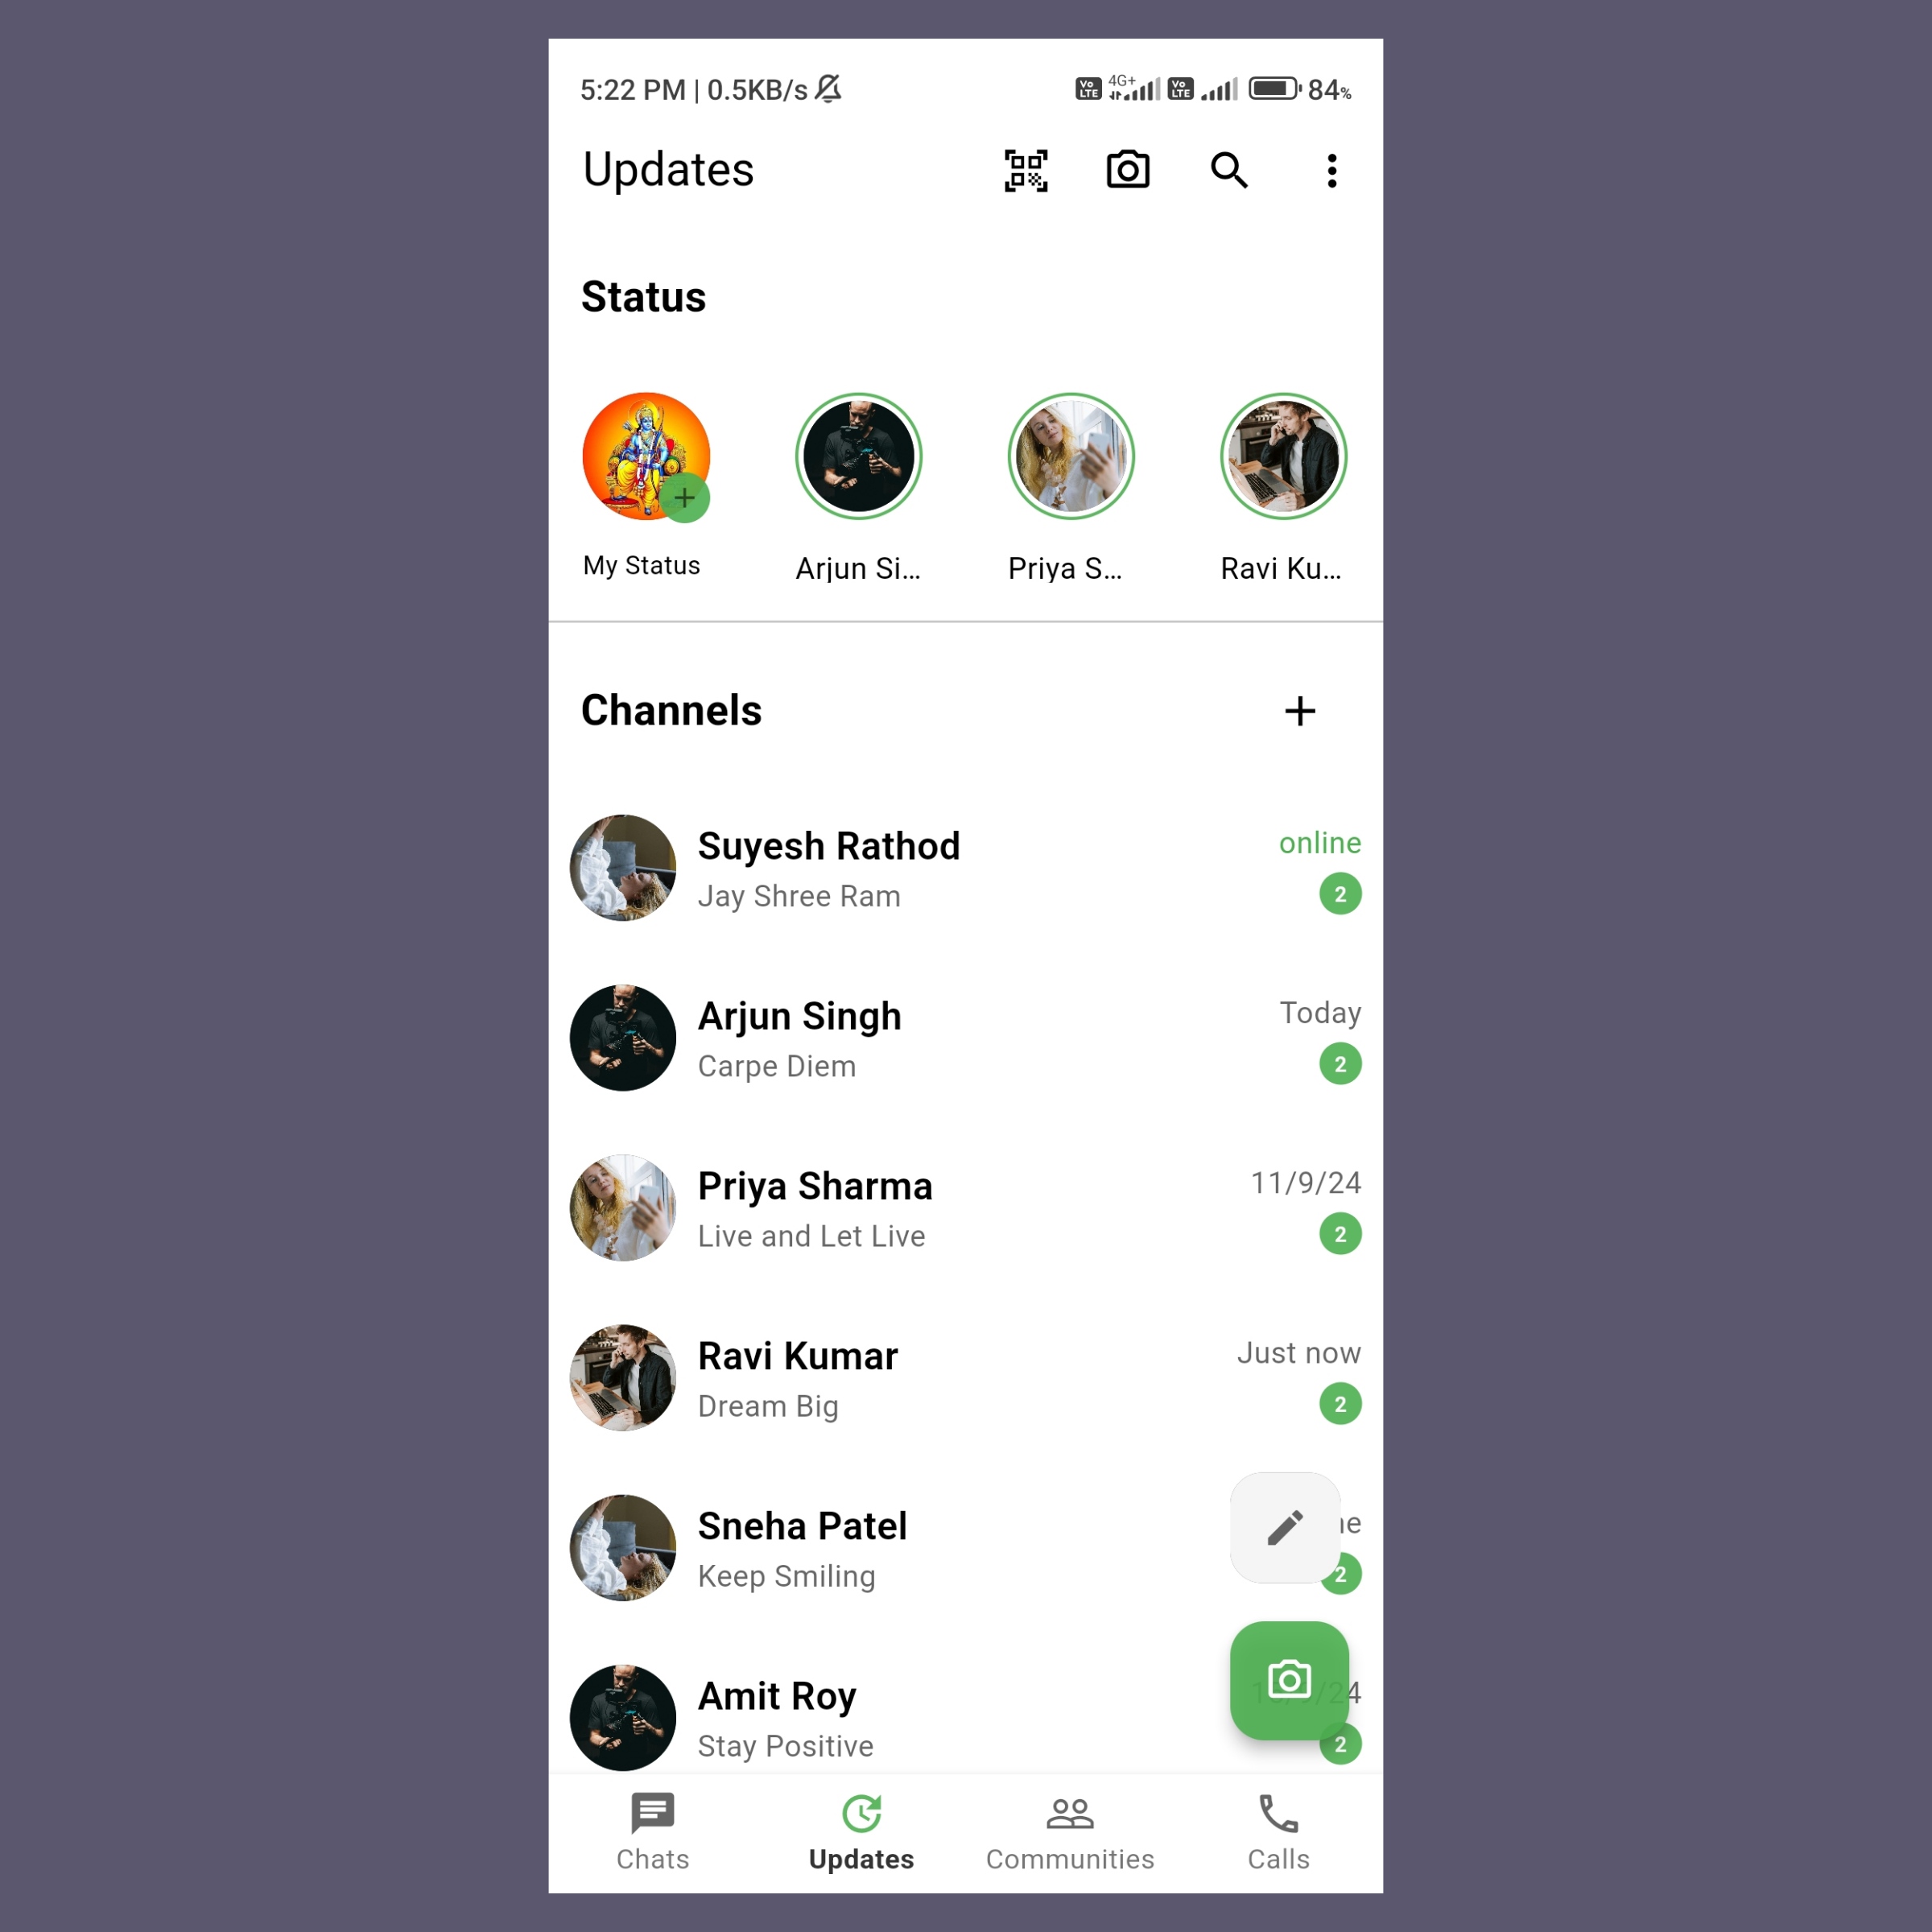 5:22 PM | 0.5KB/s
Vo LTE 4G+ Vo LTE 84%
Updates
Status
My Status
Arjun Si...
Priya S...
Ravi Ku...
Channels
Suyesh Rathod
online
Jay Shree Ram
2
Arjun Singh
Today
Carpe Diem
2
Priya Sharma
11/9/24
Live and Let Live
2
Ravi Kumar
Just now
Dream Big
2
Sneha Patel
Keep Smiling
2
Amit Roy
Stay Positive
2
Chats
Updates
Communities
Calls